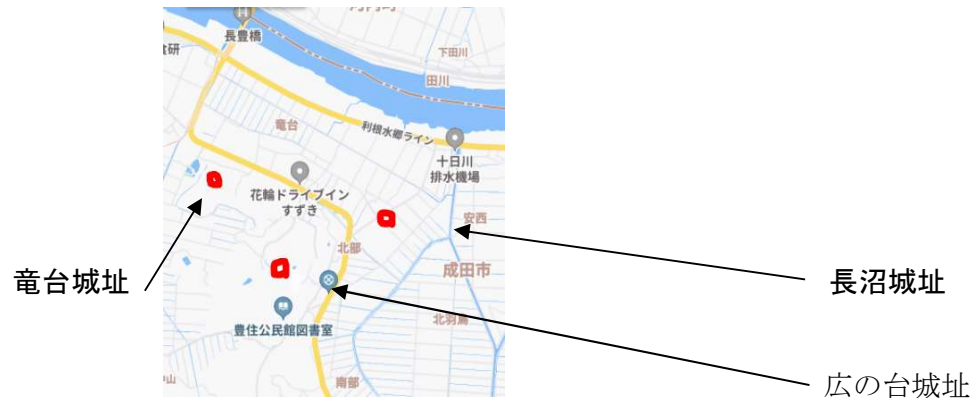 長豊橋
下田川
田川
竜台
利根水郷ライン
十日川
排水機場
花輪ドライブイン
すずき
安西
北部
成田市
竜台城址
長沼城址
豊住公民館図書室
北羽鳥
南部
広の台城址